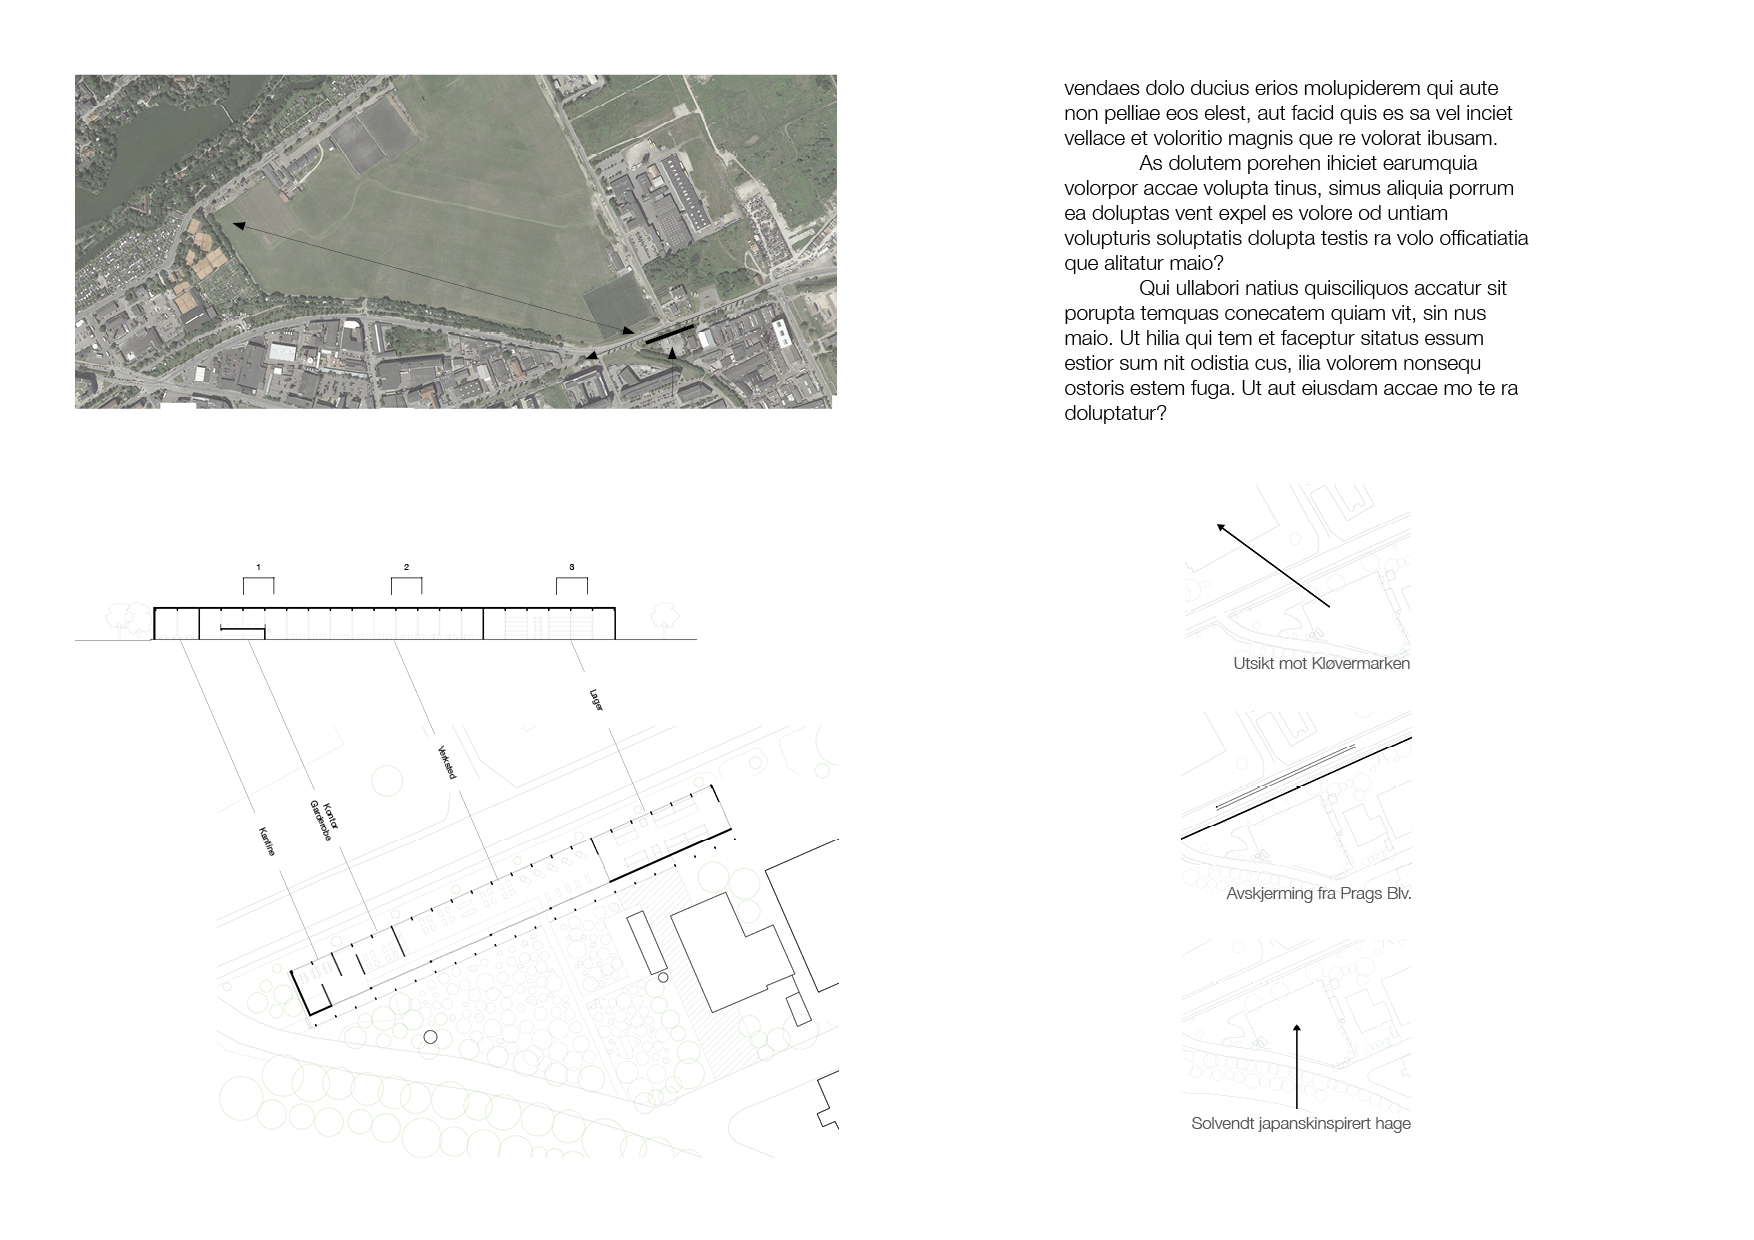 vendaes dolo ducius erios molupiderem qui aute
non pelliae eos elest, aut facid quis es sa vel inciet
vellace et voloritio magnis que re volorat ibusam.
As dolutem porehen ihiciet earumquia
volorpor accae volupta tinus, simus aliquia porrum
ea doluptas vent expel es volore od untiam
volupturis soluptatis dolupta testis ra volo officatiatia
que alitatur maio?
Qui ullabori natius quisciliquos accatur sit
porupta temquas conecatem quiam vit, sin nus
maio. Ut hilia qui tem et faceptur sitatus essum
estior sum nit odistia cus, ilia volorem nonsequ
ostoris estem fuga. Ut aut eiusdam accae mo te ra
doluptatur?
1
2
3
Lager
Verksted
Kontor
Garderobe
Kantine
Utsikt mot Kløvermarken
Avskjerming fra Prags Blv.
Solvendt japanskinspirert hage